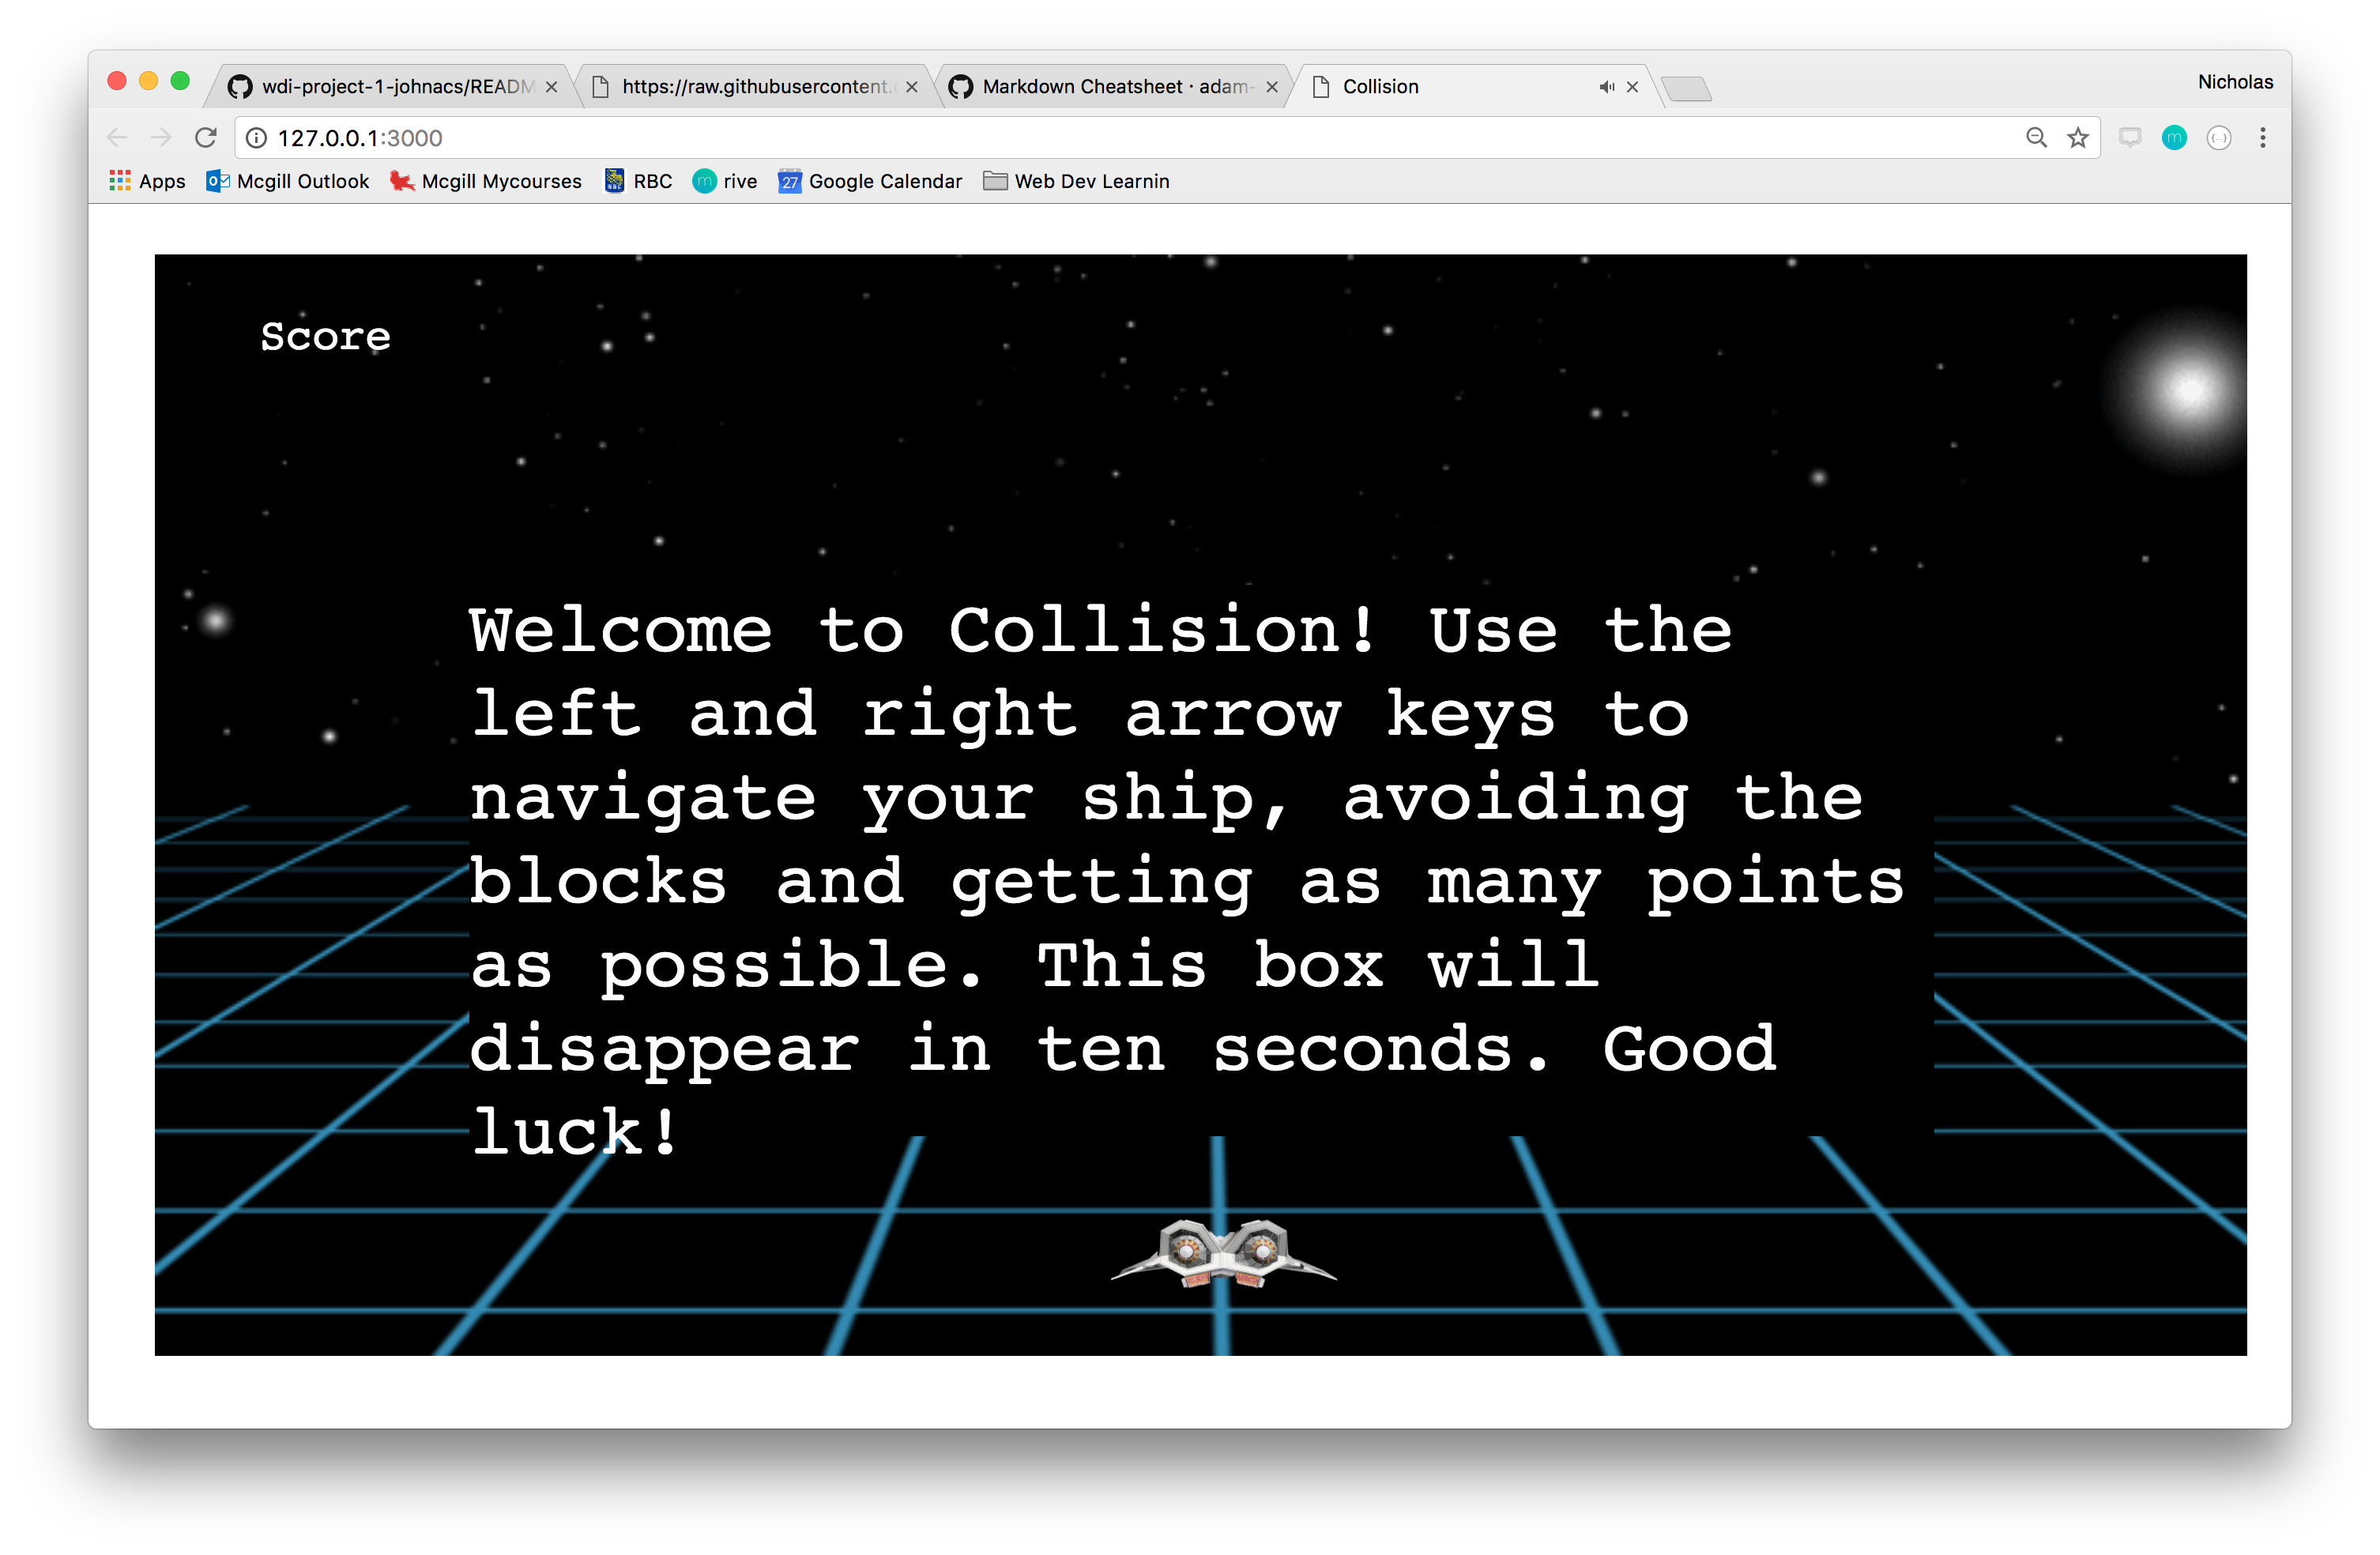 wdi-project-1-johnacs/READM
https://raw.githubusercontent.
Markdown Cheatsheet · adam-
Collision
Nicholas
127.0.0.1:3000
Apps
Mcgill Outlook
Mcgill Mycourses
RBC
rive
27
Google Calendar
Web Dev Learnin
Score
Welcome to Collision! Use the
left and right arrow keys to
navigate your ship, avoiding the
blocks and getting as many points
as possible. This box will
disappear in ten seconds. Good
luck!